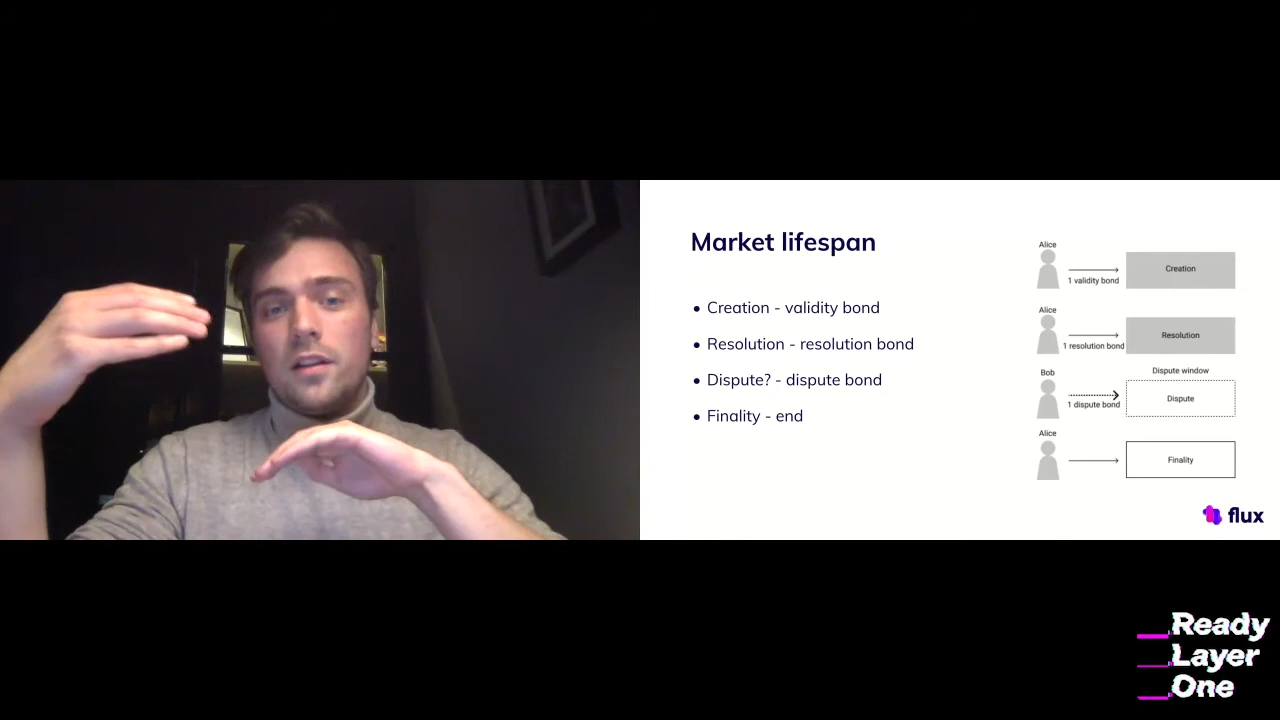 Market lifespan
• Creation - validity bond
• Resolution - resolution bond
• Dispute? - dispute bond
• Finality - end
Alice
1 validity bond
Creation
Alice
1 resolution bond
Resolution
Bob
1 dispute bond
Dispute window
Dispute
Alice
Finality
flux
Ready
Layer
One